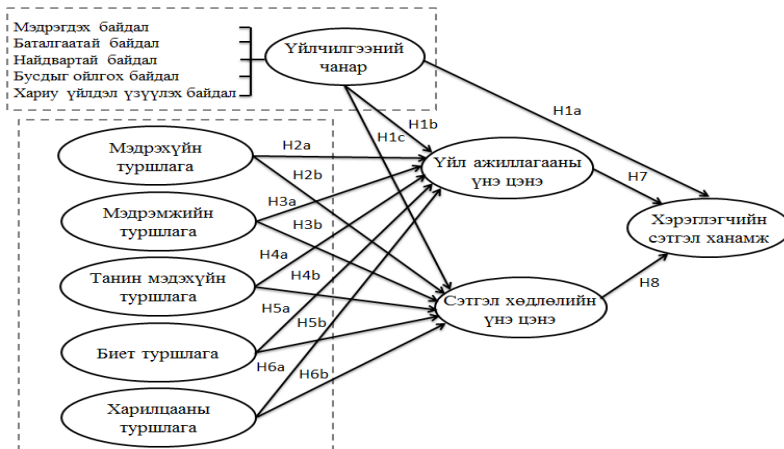 Мэдрэгдэх байдал
Баталгаатай байдал
Найдвартай байдал
Бусдыг ойлгох байдал
Хариу үйлдэл үзүүлэх байдал
Үйлчилгээний
чанар
H1a
H1b
H1c
Мэдрэхүйн
туршлага
H2a
H2b
Үйл ажиллагааны
үнэ цэнэ
H7
Мэдрэмжийн
туршлага
H3a
H3b
Хэрэглэгчийн
сэтгэл ханамж
Танин мэдэхүйн
туршлага
H4a
H4b
H8
Сэтгэл хөдлөлийн
үнэ цэнэ
H5a
H5b
Биет туршлага
H6a
H6b
Харилцааны
туршлага